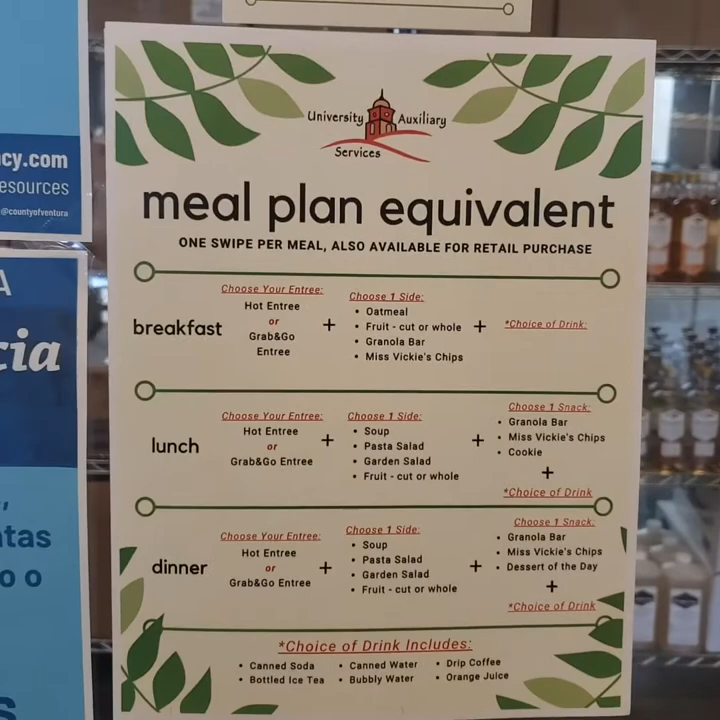 cy.com
esources
@countyofventura
A
cia
ntas
o o
University Auxiliary
Services
meal plan equivalent
ONE SWIPE PER MEAL, ALSO AVAILABLE FOR RETAIL PURCHASE
breakfast
Choose Your Entree:
Hot Entree
or
Grab&Go
Entree
+
Choose 1 Side:
• Oatmeal
• Fruit - cut or whole
• Granola Bar
• Miss Vickie's Chips
+
*Choice of Drink:
lunch
Choose Your Entree:
Hot Entree
or
Grab&Go Entree
+
Choose 1 Side:
• Soup
• Pasta Salad
• Garden Salad
• Fruit - cut or whole
+
Choose 1 Snack:
• Granola Bar
• Miss Vickie's Chips
• Cookie
+
*Choice of Drink
dinner
Choose Your Entree:
Hot Entree
or
Grab&Go Entree
+
Choose 1 Side:
• Soup
• Pasta Salad
• Garden Salad
• Fruit - cut or whole
+
Choose 1 Snack:
• Granola Bar
• Miss Vickie's Chips
• Dessert of the Day
+
*Choice of Drink
*Choice of Drink Includes:
• Canned Soda • Canned Water • Drip Coffee
• Bottled Ice Tea • Bubbly Water • Orange Juice